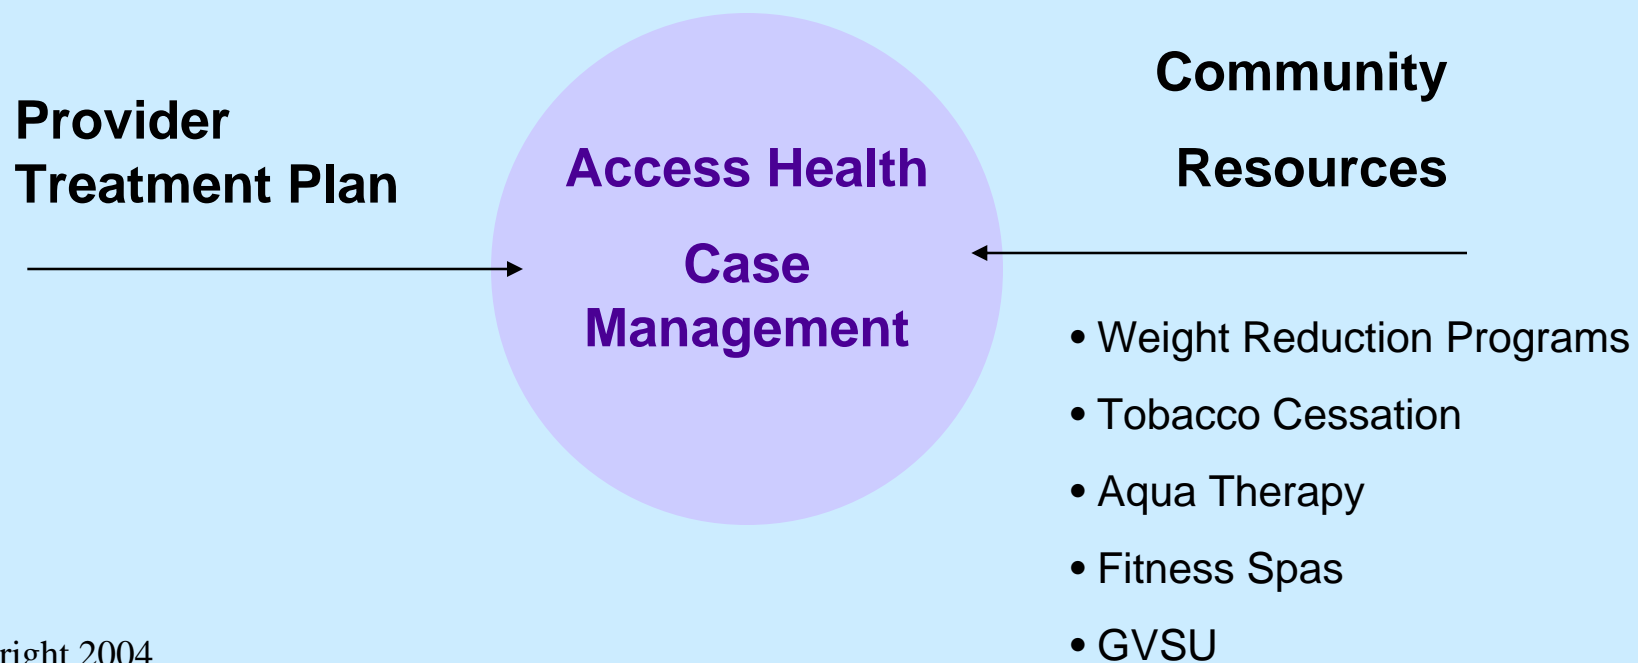 Provider
Treatment Plan
Access Health
Case
Management
Community
Resources
• Weight Reduction Programs
• Tobacco Cessation
• Aqua Therapy
• Fitness Spas
• GVSU
right 2004